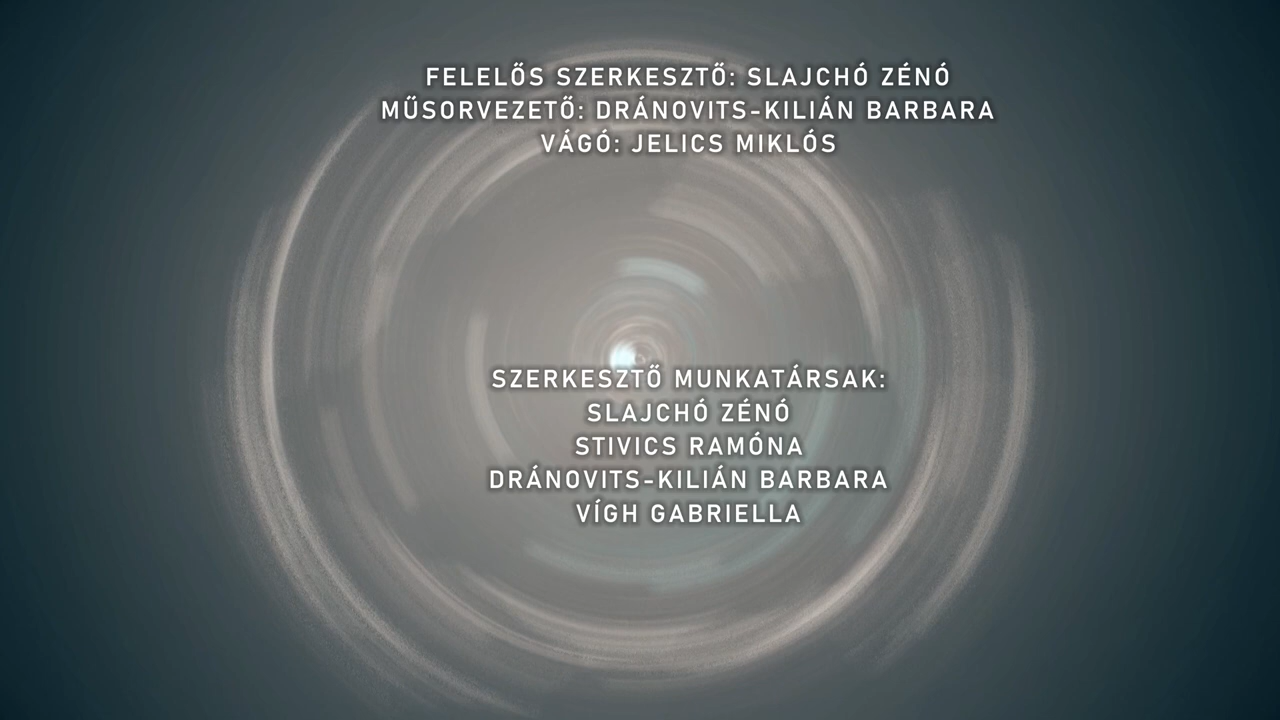 FELELŐS SZERKESZTŐ: SLAJCHÓ ZÉNÓ
MŰSORVEZETŐ: DRÁNOVITS-KILIÁN BARBARA
VÁGÓ: JELICS MIKLÓS
SZERKESZTŐ MUNKATÁRSAK:
SLAJCHÓ ZÉNÓ
STIVICS RAMÓNA
DRÁNOVITS-KILIÁN BARBARA
VÍGH GABRIELLA